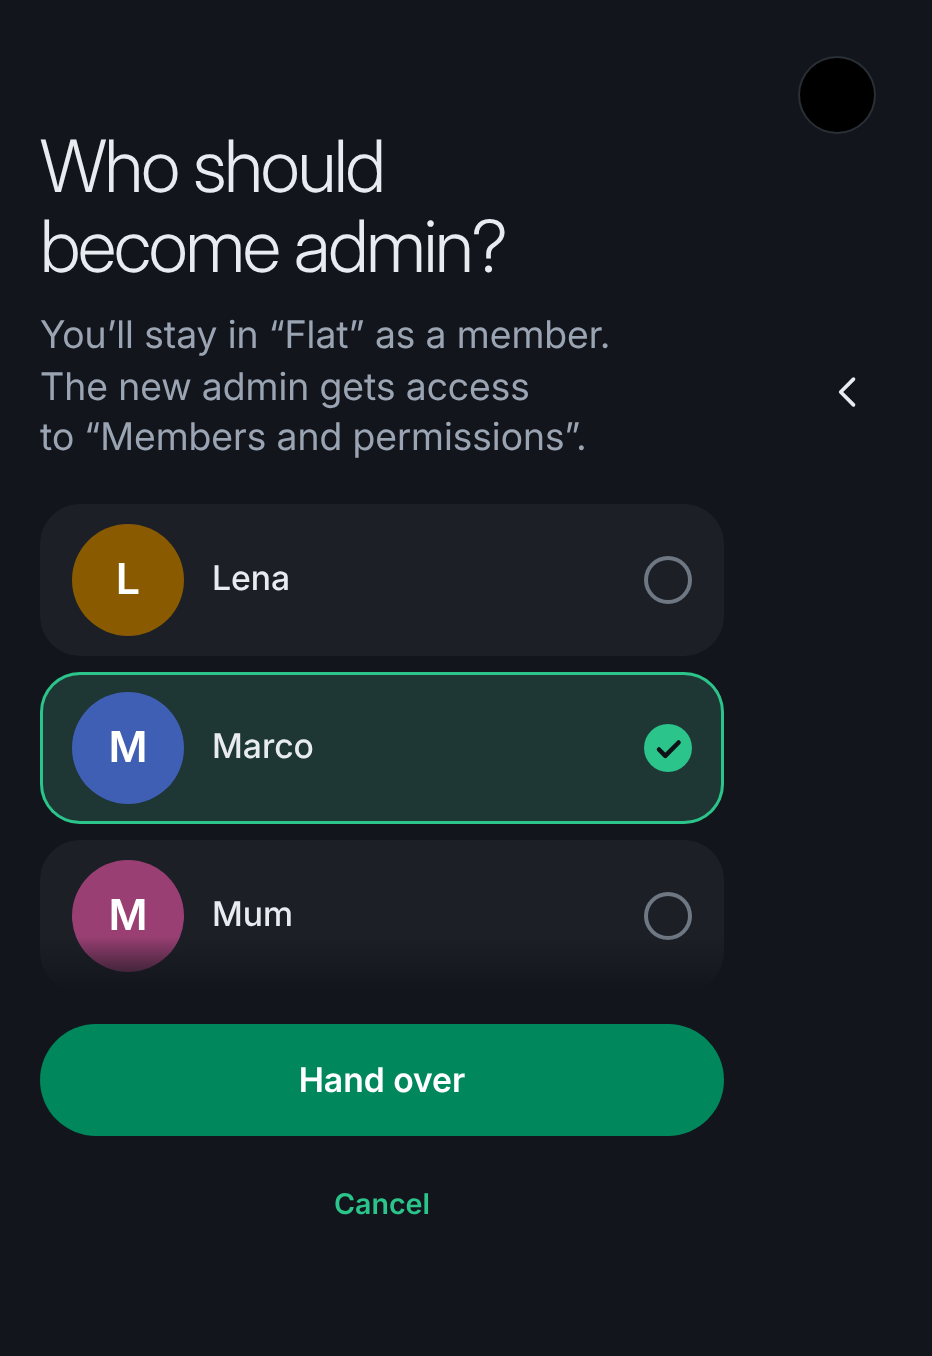 Who should
become admin?
You’ll stay in “Flat” as a member.
The new admin gets access
to “Members and permissions”.
L
Lena
M
Marco
M
Mum
Hand over
Cancel